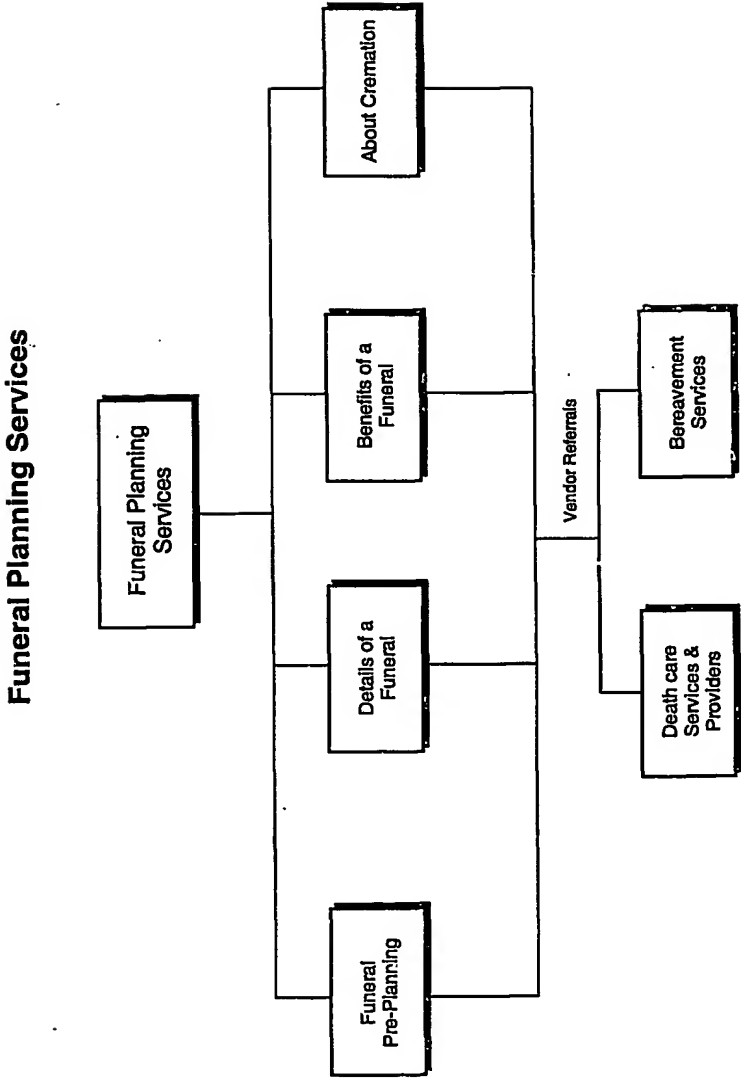 Funeral Planning Services
Funeral Planning
Services
Funeral
Pre-Planning
Details of a
Funeral
Benefits of a
Funeral
About Cremation
Vendor Referrals
Death care
Services &
Providers
Bereavement
Services